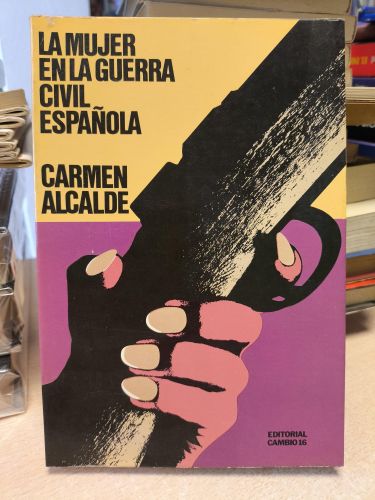 LA MUJER
EN LA GUERRA
CIVIL
ESPAÑOLA
CARMEN
ALCALDE
EDITORIAL
CAMBIO 16